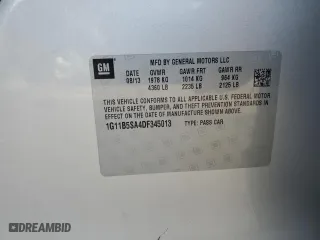 GM
MFD BY GENERAL MOTORS LLC
08/12 GVWR GAWR FRT GAWR RR
1978 KG 1014 KG 964 KG
4360 LB 2235 LB 2125 LB
THIS VEHICLE CONFORMS TO ALL APPLICABLE U.S. FEDERAL MOTOR
VEHICLE SAFETY, BUMPER, AND THEFT PREVENTION STANDARDS IN
EFFECT ON THE DATE OF MANUFACTURE SHOWN ABOVE.
1G11B5SA4DF345013 TYPE: PASS CAR
DREAMBID